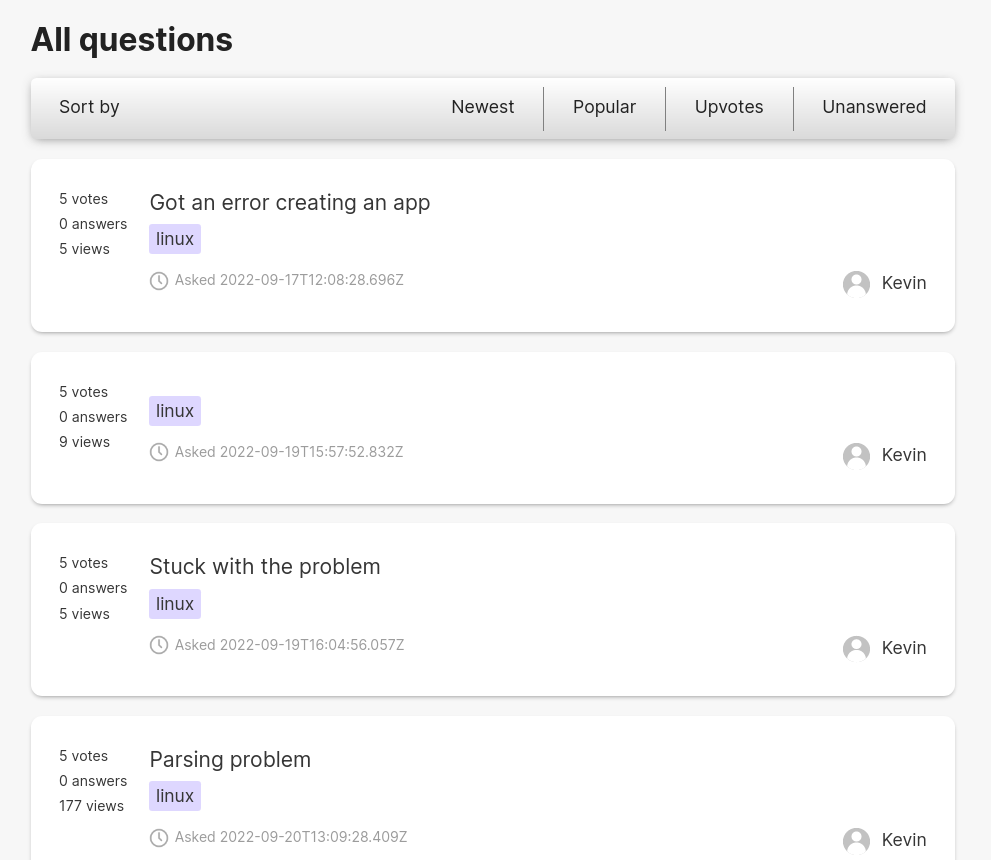 All questions
Sort by Newest Popular Upvotes Unanswered
5 votes
Got an error creating an app
0 answers
linux
5 views
Asked 2022-09-17T12:08:28.696Z
Kevin
5 votes
0 answers
linux
9 views
Asked 2022-09-19T15:57:52.832Z
Kevin
5 votes
Stuck with the problem
0 answers
linux
5 views
Asked 2022-09-19T16:04:56.057Z
Kevin
5 votes
Parsing problem
0 answers
linux
177 views
Asked 2022-09-20T13:09:28.409Z
Kevin